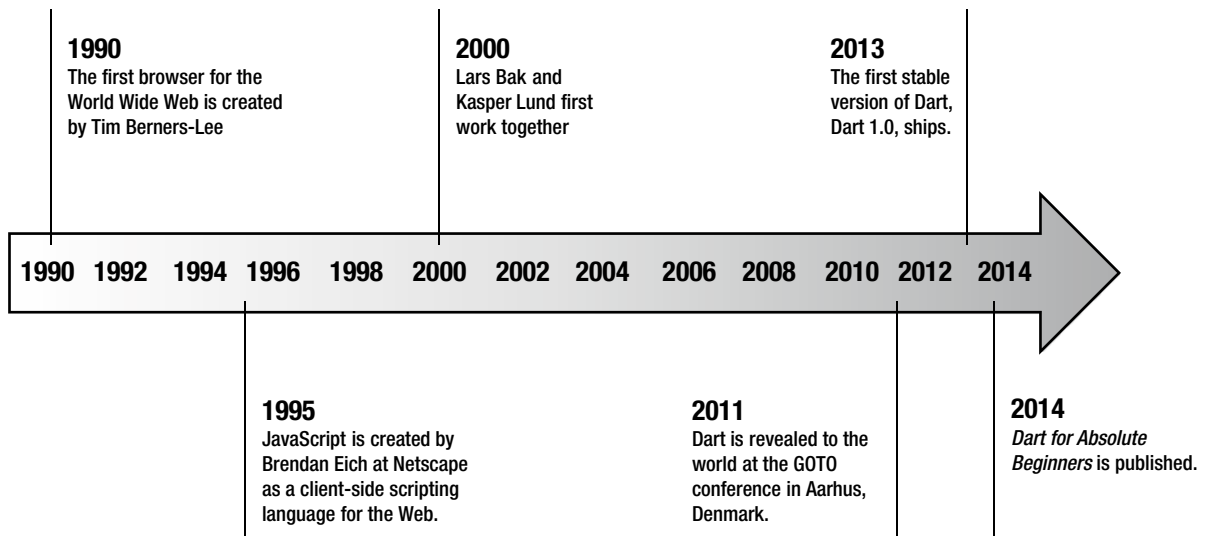 1990
The first browser for the
World Wide Web is created
by Tim Berners-Lee
2000
Lars Bak and
Kasper Lund first
work together
2013
The first stable
version of Dart,
Dart 1.0, ships.
1990 1992 1994 1996 1998 2000 2002 2004 2006 2008 2010 2012 2014
1995
JavaScript is created by
Brendan Eich at Netscape
as a client-side scripting
language for the Web.
2011
Dart is revealed to the
world at the GOTO
conference in Aarhus,
Denmark.
2014
Dart for Absolute
Beginners is published.